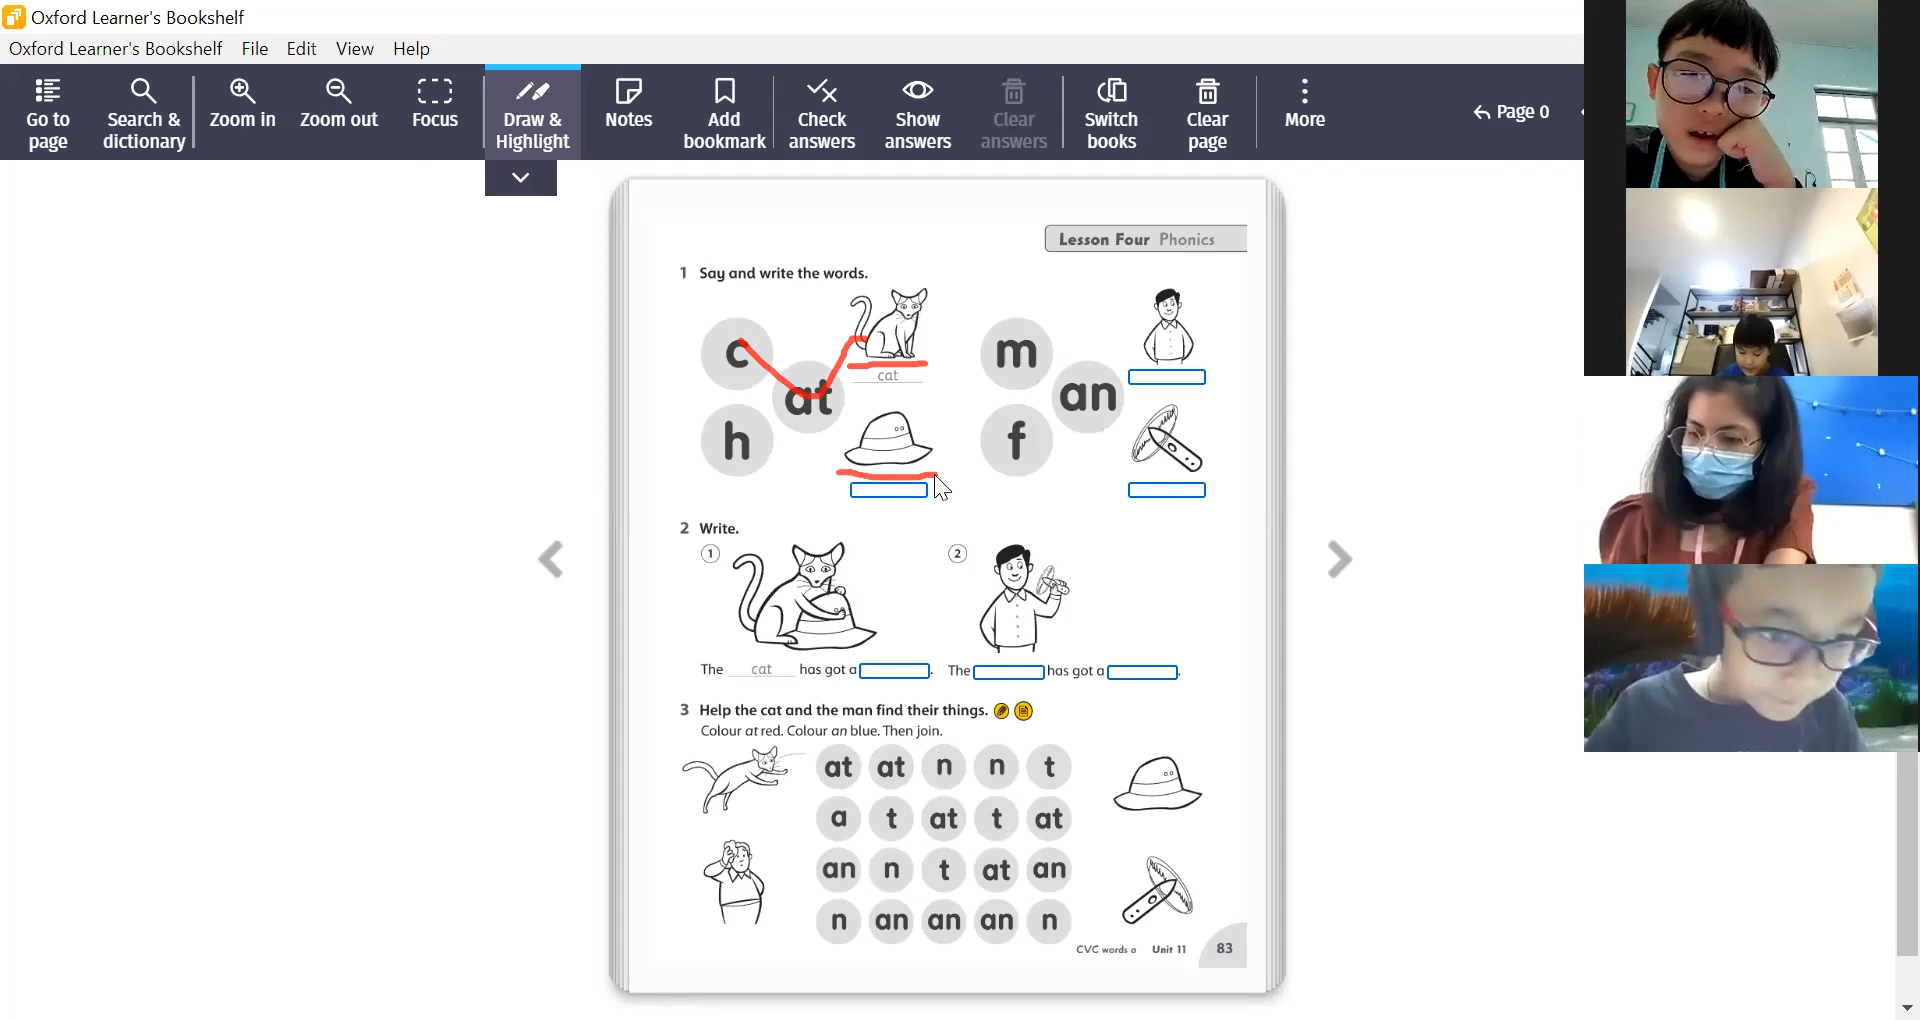 Oxford Learner's Bookshelf
Oxford Learner's Bookshelf File Edit View Help
Go to page
Search & dictionary
Zoom in
Zoom out
Focus
Draw & Highlight
Notes
Add bookmark
Check answers
Show answers
Clear answers
Switch books
Clear page
More
Page 0
Lesson Four Phonics
1 Say and write the words.
c
at
h
cat
m
an
f
2 Write.
1
2
The cat has got a .
The has got a .
3 Help the cat and the man find their things.
Colour at red. Colour an blue. Then join.
at at n n t
a t at t at
an n t at an
n an an an n
CVC words a Unit 11 83